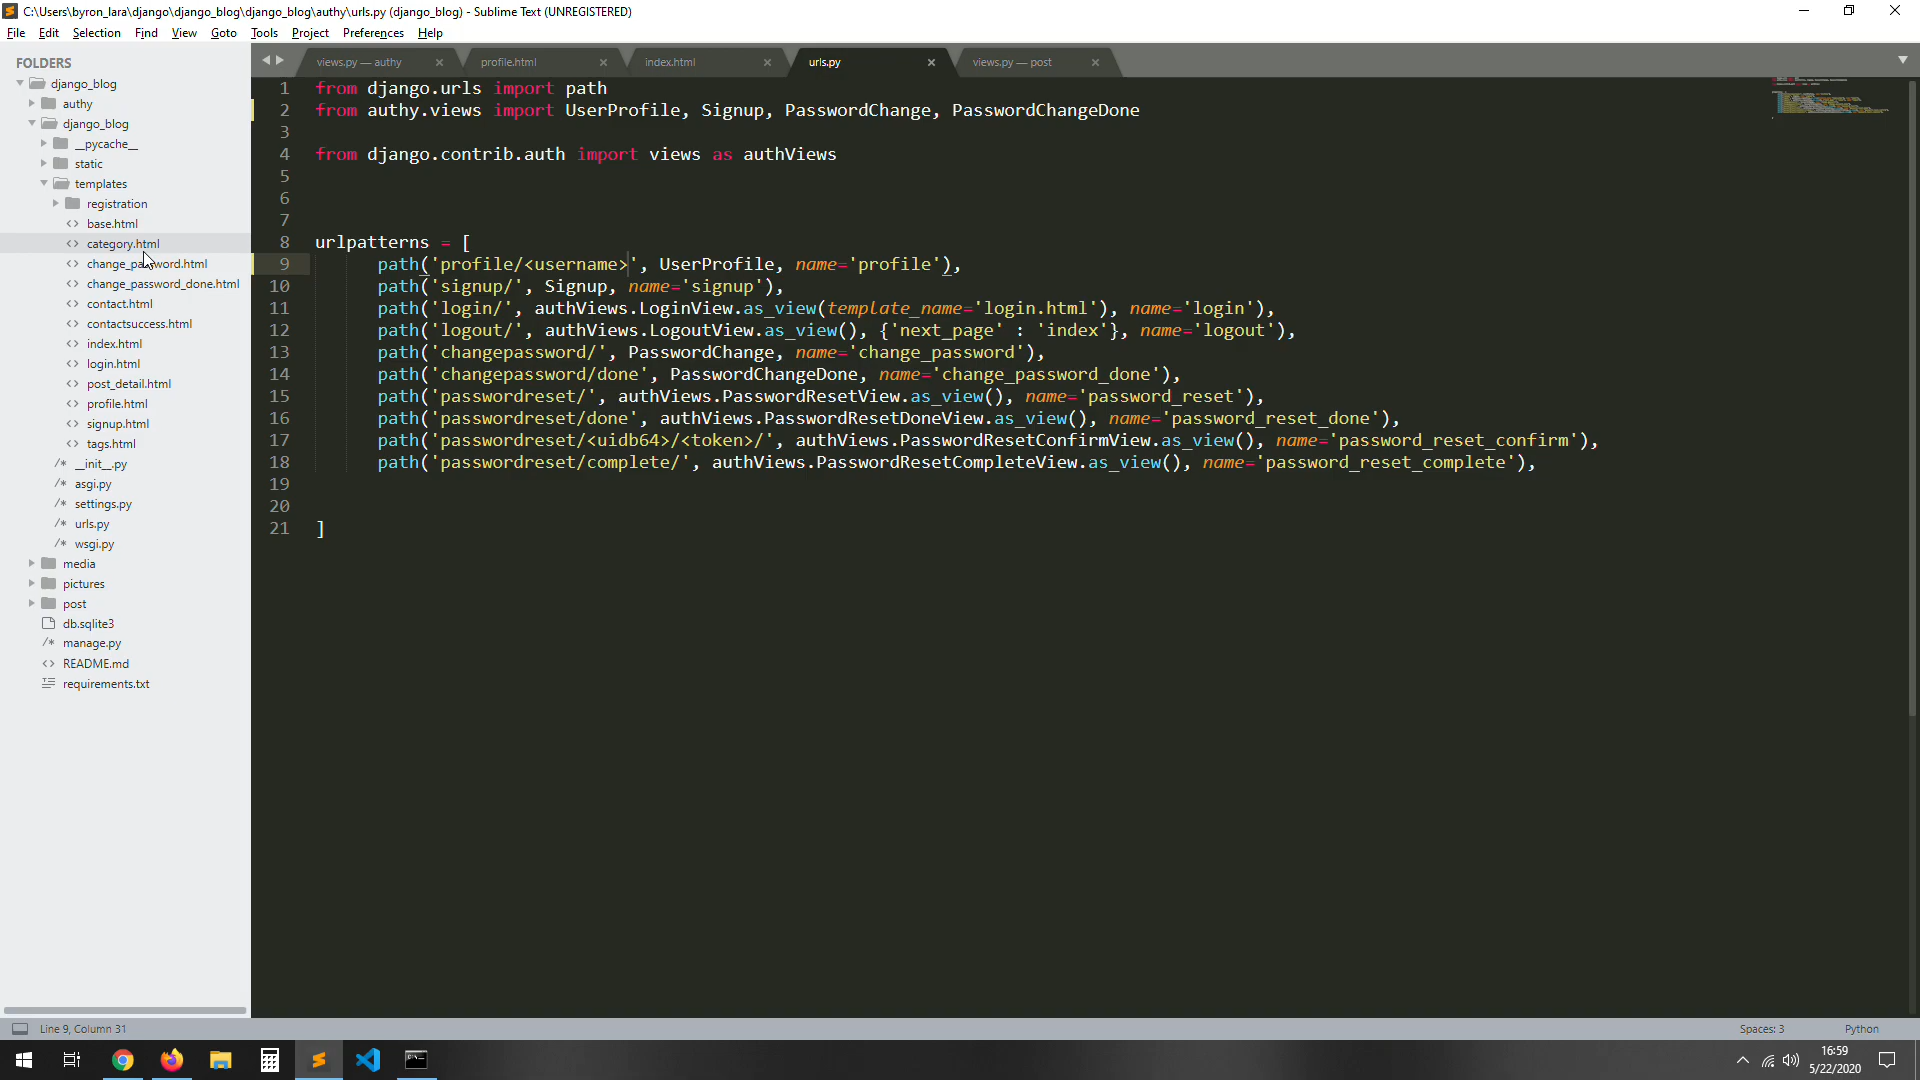 C:\Users\byron_lara\django\django_blog\django_blog\authy\urls.py (django_blog) - Sublime Text (UNREGISTERED)
File Edit Selection Find View Goto Tools Project Preferences Help
FOLDERS
django_blog
authy
django_blog
__pycache__
static
templates
registration
base.html
category.html
change_password.html
change_password_done.html
contact.html
contactsuccess.html
index.html
login.html
post_detail.html
profile.html
signup.html
tags.html
__init__.py
asgi.py
settings.py
urls.py
wsgi.py
media
pictures
post
db.sqlite3
manage.py
README.md
requirements.txt
views.py — authy profile.html index.html urls.py views.py — post
1 from django.urls import path
2 from authy.views import UserProfile, Signup, PasswordChange, PasswordChangeDone
3
4 from django.contrib.auth import views as authViews
5
6
7
8 urlpatterns = [
9 path('profile/<username>', UserProfile, name='profile'),
10 path('signup/', Signup, name='signup'),
11 path('login/', authViews.LoginView.as_view(template_name='login.html'), name='login'),
12 path('logout/', authViews.LogoutView.as_view(), {'next_page' : 'index'}, name='logout'),
13 path('changepassword/', PasswordChange, name='change_password'),
14 path('changepassword/done', PasswordChangeDone, name='change_password_done'),
15 path('passwordreset/', authViews.PasswordResetView.as_view(), name='password_reset'),
16 path('passwordreset/done', authViews.PasswordResetDoneView.as_view(), name='password_reset_done'),
17 path('passwordreset/<uidb64>/<token>/', authViews.PasswordResetConfirmView.as_view(), name='password_reset_confirm'),
18 path('passwordreset/complete/', authViews.PasswordResetCompleteView.as_view(), name='password_reset_complete'),
19
20
21 ]
Line 9, Column 31 Spaces: 3 Python
16:59
5/22/2020